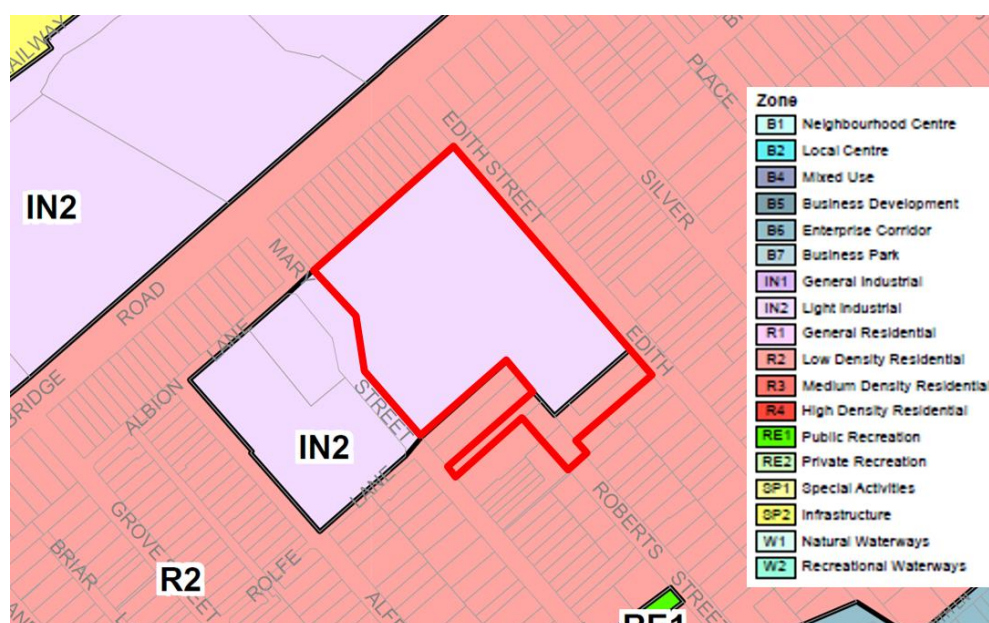 AILWAY
PLACE
EDITH STREET
SILVER
IN2
MARY
ROAD
LANE
EDITH
BRIDGE
ALBION
STREET
IN2
LANE
ROBERTS
GROVE STREET
ROLFE
R2
BRIAR
ALF
STREET
RE1
Zone
B1 Neighbourhood Centre
B2 Local Centre
B4 Mixed Use
B5 Business Development
B6 Enterprise Corridor
B7 Business Park
IN1 General Industrial
IN2 Light Industrial
R1 General Residential
R2 Low Density Residential
R3 Medium Density Residential
R4 High Density Residential
RE1 Public Recreation
RE2 Private Recreation
SP1 Special Activities
SP2 Infrastructure
W1 Natural Waterways
W2 Recreational Waterways